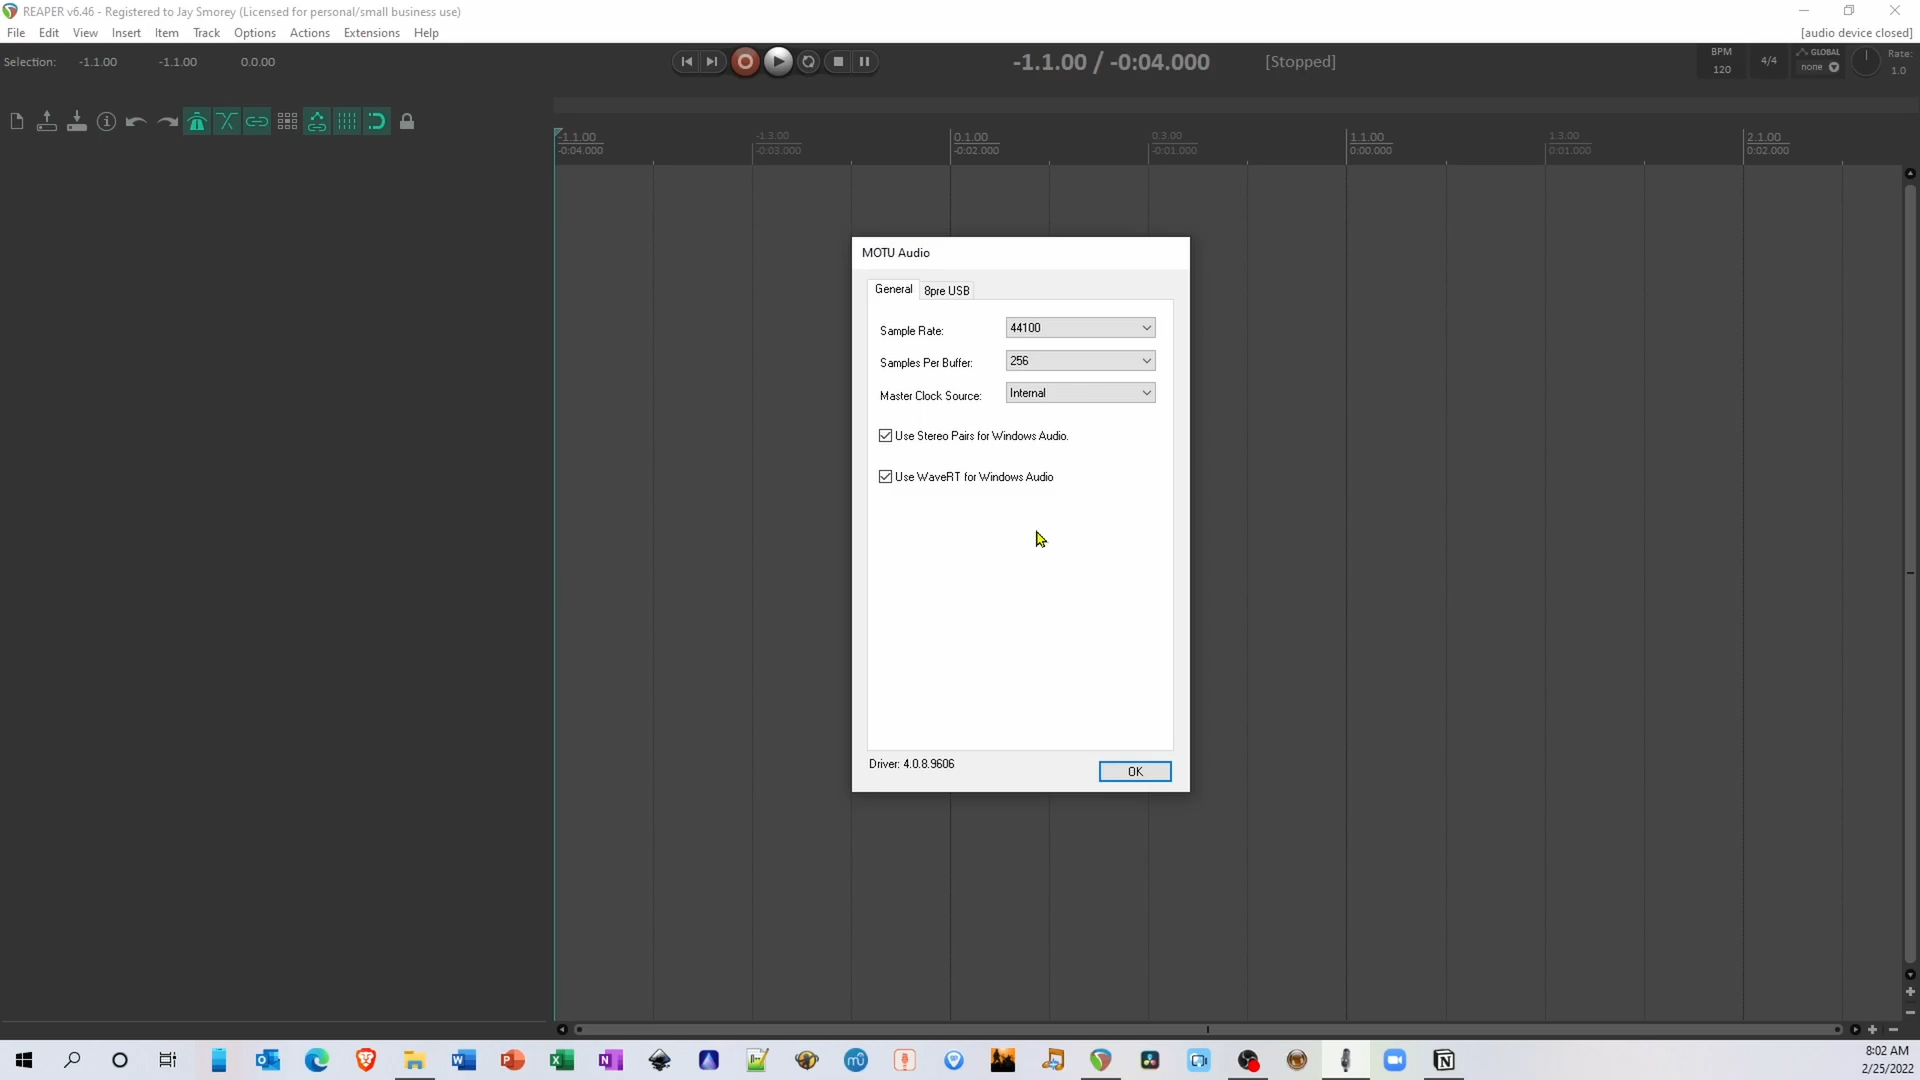 REAPER v6.46 - Registered to Jay Smorey (Licensed for personal/small business use)
File Edit View Insert Item Track Options Actions Extensions Help [audio device closed]
Selection: -1.1.00 -1.1.00 0.0.00
-1.1.00 / -0:04.000 [Stopped]
BPM
120
4/4
GLOBAL
none
Rate:
1.0
-1.1.00 -1.3.00 0.1.00 0.3.00 1.1.00 1.3.00 2.1.00
-0:04.000 -0:03.000 -0:02.000 -0:01.000 0:00.000 0:01.000 0:02.000
MOTU Audio
General 8pre USB
Sample Rate: 44100
Samples Per Buffer: 256
Master Clock Source: Internal
Use Stereo Pairs for Windows Audio.
Use WaveRT for Windows Audio
Driver: 4.0.8.9606
OK
8:02 AM
2/25/2022